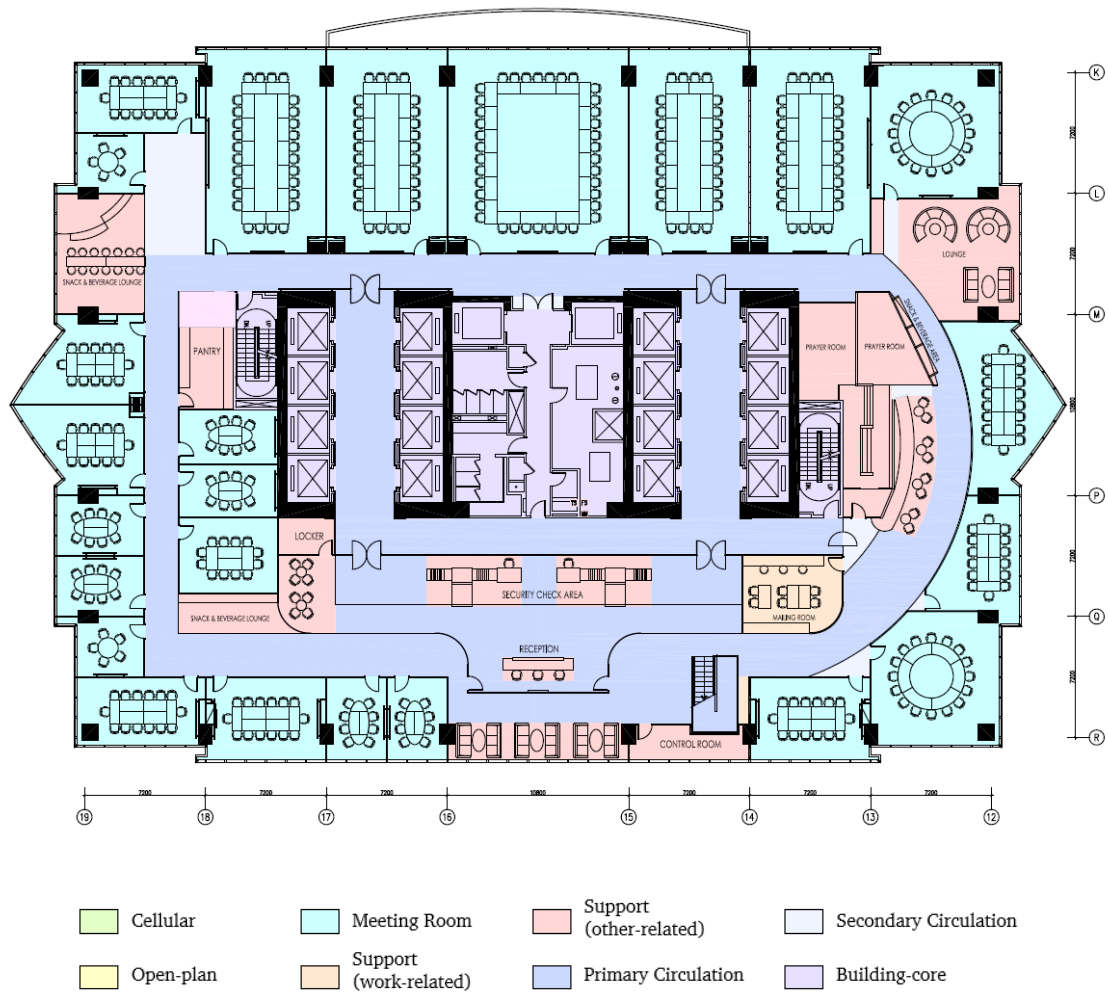 K
7200
L
SNACK & BEVERAGE LOUNGE
LOUNGE
7200
M
PANTRY
PRAYER ROOM
PRAYER ROOM
SNACK & BEVERAGE AREA
10800
P
LOCKER
7200
SECURITY CHECK AREA
SNACK & BEVERAGE LOUNGE
MAILING ROOM
Q
RECEPTION
7200
CONTROL ROOM
R
7200 7200 7200 10800 7200 7200 7200
19 18 17 16 15 14 13 12
Cellular
Meeting Room
Support
(other-related)
Secondary Circulation
Open-plan
Support
(work-related)
Primary Circulation
Building-core